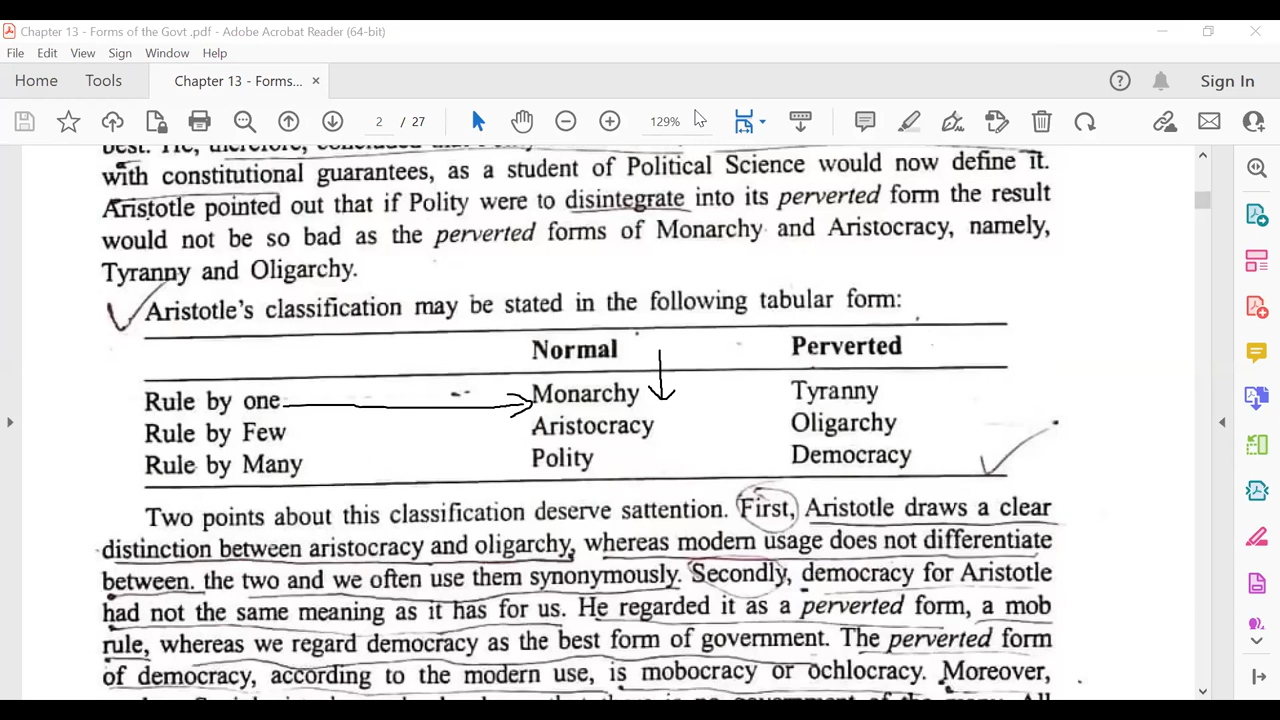 Chapter 13 - Forms of the Govt .pdf - Adobe Acrobat Reader (64-bit)
File Edit View Sign Window Help
Home Tools Chapter 13 - Forms... × Sign In
2 / 27 129%
best. He, therefore, concluded that
with constitutional guarantees, as a student of Political Science would now define it.
Aristotle pointed out that if Polity were to disintegrate into its perverted form the result
would not be so bad as the perverted forms of Monarchy and Aristocracy, namely,
Tyranny and Oligarchy.
Aristotle's classification may be stated in the following tabular form:
Normal Perverted
Rule by one Monarchy Tyranny
Rule by Few Aristocracy Oligarchy
Rule by Many Polity Democracy
Two points about this classification deserve sattention. First, Aristotle draws a clear
distinction between aristocracy and oligarchy, whereas modern usage does not differentiate
between. the two and we often use them synonymously. Secondly, democracy for Aristotle
had not the same meaning as it has for us. He regarded it as a perverted form, a mob
rule, whereas we regard democracy as the best form of government. The perverted form
of democracy, according to the modern use, is mobocracy or ochlocracy. Moreover,